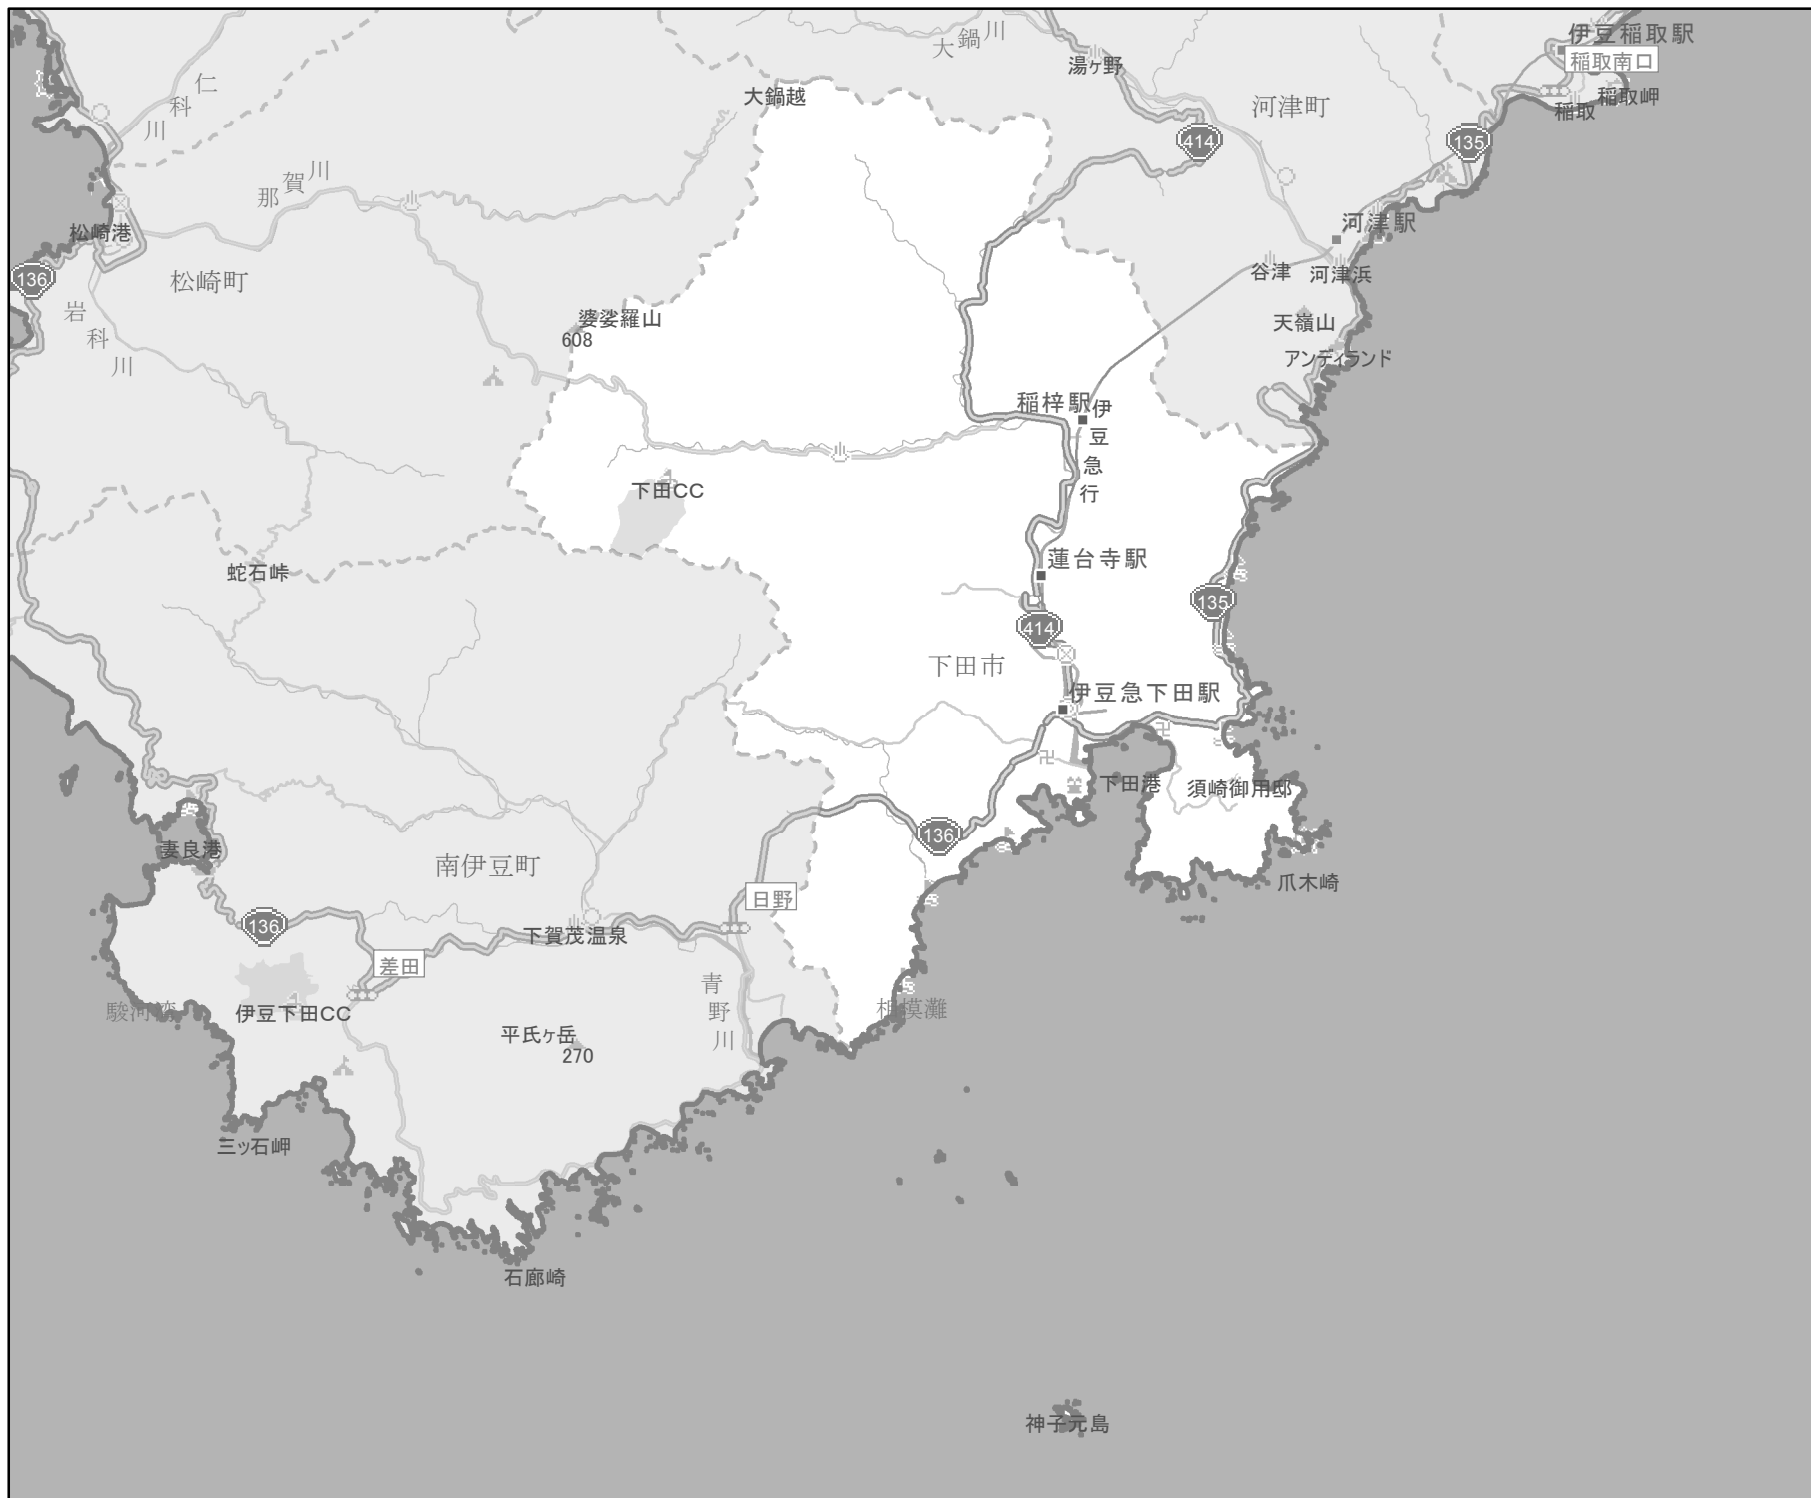 伊豆稲取駅
稲取南口
稲取
稲取岬
大鍋川
湯ヶ野
河津町
414
135
仁科川
大鍋越
那賀川
松崎港
136
松崎町
岩科川
河津駅
谷津
河津浜
天嶺山
アンディランド
婆娑羅山
608
稲梓駅
伊豆急行
下田CC
蛇石峠
蓮台寺駅
135
414
下田市
伊豆急下田駅
下田港
須崎御用邸
136
妻良港
南伊豆町
爪木崎
日野
136
下賀茂温泉
差田
青野川
駿河湾
伊豆下田CC
相模灘
平氏ヶ岳
270
三ッ石岬
石廊崎
神子元島